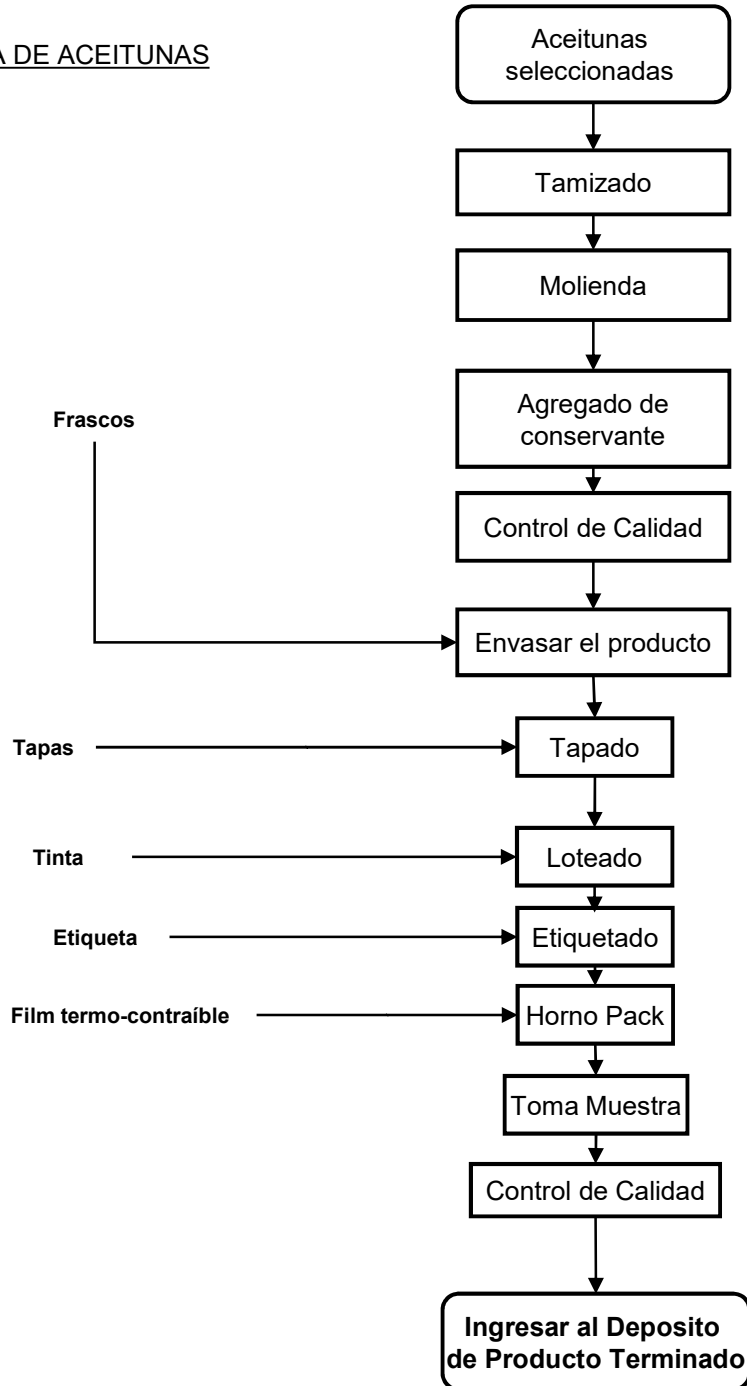 A DE ACEITUNAS
Aceitunas
seleccionadas
Tamizado
Molienda
Agregado de
conservante
Frascos
Control de Calidad
Envasar el producto
Tapas
Tapado
Tinta
Loteado
Etiqueta
Etiquetado
Film termo-contraíble
Horno Pack
Toma Muestra
Control de Calidad
Ingresar al Deposito
de Producto Terminado